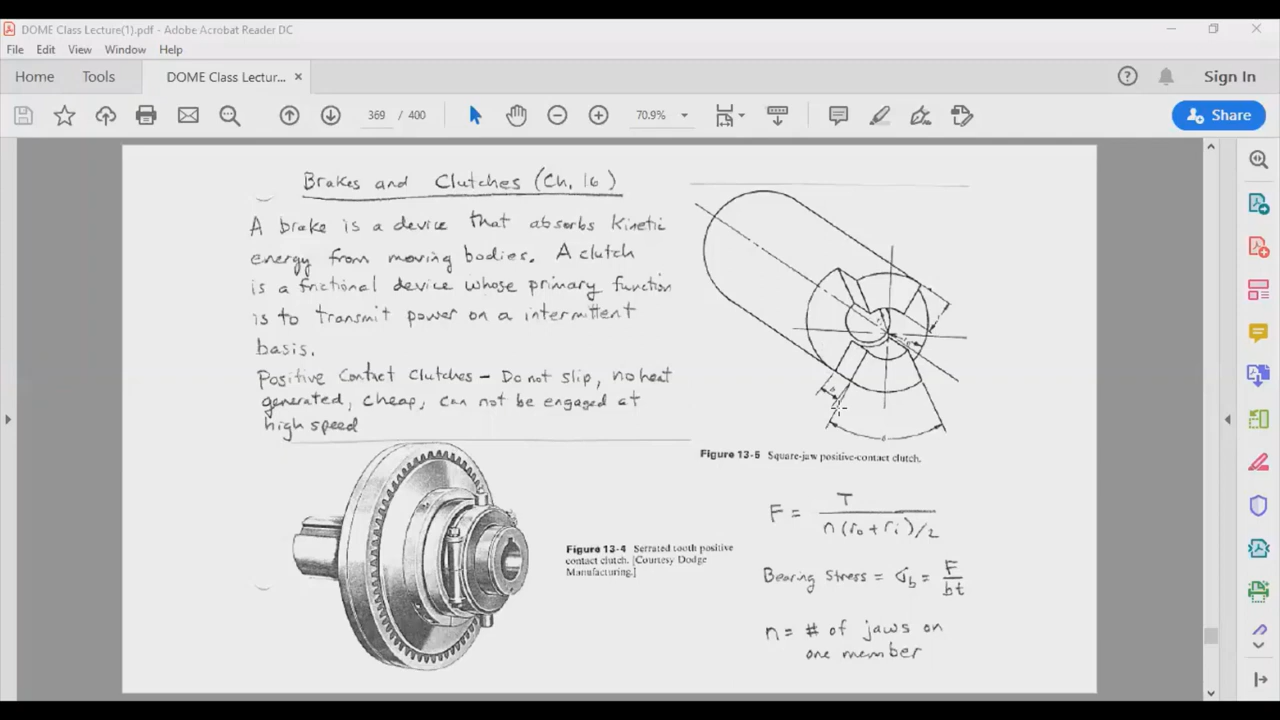 DOME Class Lecture(1).pdf - Adobe Acrobat Reader DC
File Edit View Window Help
Home Tools DOME Class Lectur... × Sign In
369 / 400 70.9% Share
Brakes and Clutches (Ch. 16)
A brake is a device that absorbs kinetic
energy from moving bodies. A clutch
is a frictional device whose primary function
is to transmit power on a intermittent
basis.
Positive Contact Clutches - Do not slip, no heat
generated, cheap, can not be engaged at
high speed
Figure 13-4 Serrated tooth positive
contact clutch. [Courtesy Dodge
Manufacturing.]
Figure 13-5 Square-jaw positive-contact clutch.
F = T / n(ro + ri)/2
Bearing Stress = σb = F / bt
n = # of jaws on
one member